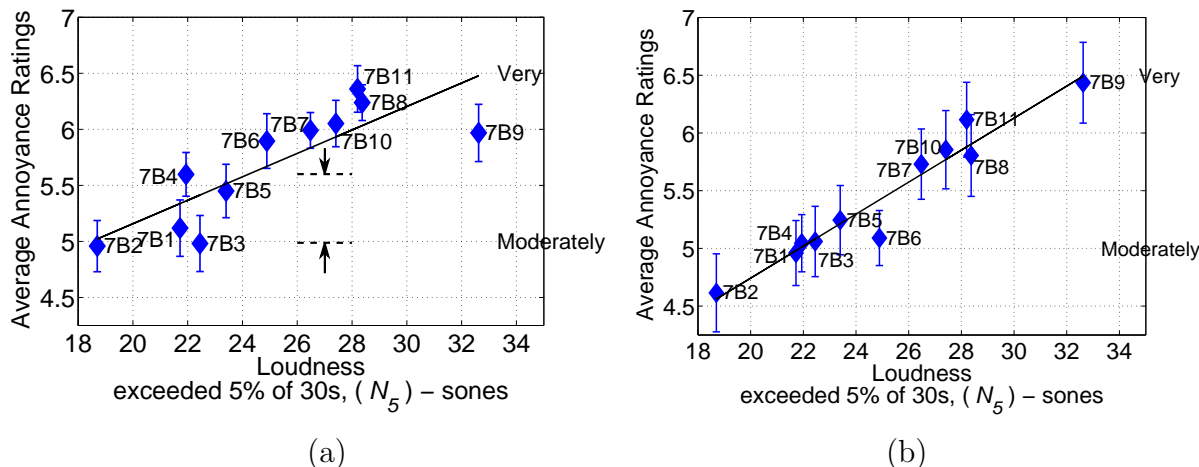 7
6.5
6
5.5
5
4.5
18 20 22 24 26 28 30 32 34
Average Annoyance Ratings
Very
Moderately
7B11
7B8
7B7
7B10
7B9
7B6
7B4
7B5
7B1
7B3
7B2
Loudness
exceeded 5% of 30s, ( N5 ) − sones
(a)
7
6.5
6
5.5
5
4.5
18 20 22 24 26 28 30 32 34
Average Annoyance Ratings
Very
Moderately
7B9
7B11
7B10
7B8
7B7
7B5
7B4
7B6
7B1
7B3
7B2
Loudness
exceeded 5% of 30s, ( N5 ) − sones
(b)